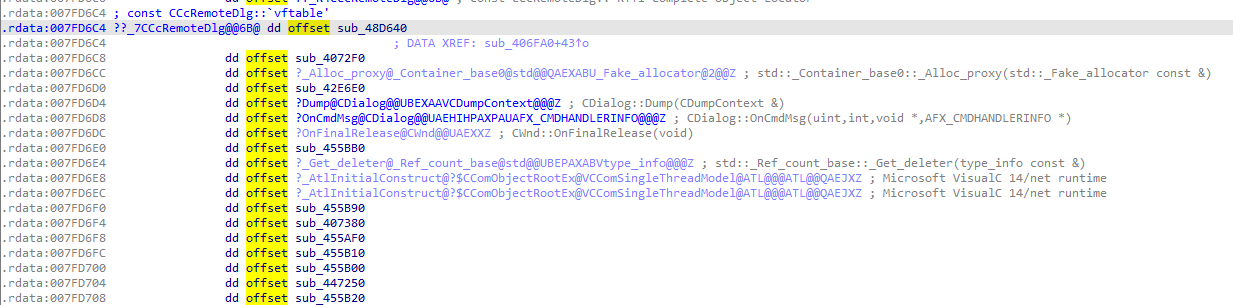 .rdata:007FD6C4 ; const CCcRemoteDlg::`vftable'
.rdata:007FD6C4 ??_7CCcRemoteDlg@@6B@ dd offset sub_48D640
.rdata:007FD6C4 ; DATA XREF: sub_406FA0+43↑o
.rdata:007FD6C8 dd offset sub_4072F0
.rdata:007FD6CC dd offset ?_Alloc_proxy@_Container_base0@std@@QAEXABU_Fake_allocator@2@@Z ; std::_Container_base0::_Alloc_proxy(std::_Fake_allocator const &)
.rdata:007FD6D0 dd offset sub_42E6E0
.rdata:007FD6D4 dd offset ?Dump@CDialog@@UBEXAAVCDumpContext@@@Z ; CDialog::Dump(CDumpContext &)
.rdata:007FD6D8 dd offset ?OnCmdMsg@CDialog@@UAEHIHPAXPAUAFX_CMDHANDLERINFO@@@Z ; CDialog::OnCmdMsg(uint,int,void *,AFX_CMDHANDLERINFO *)
.rdata:007FD6DC dd offset ?OnFinalRelease@CWnd@@UAEXXZ ; CWnd::OnFinalRelease(void)
.rdata:007FD6E0 dd offset sub_455BB0
.rdata:007FD6E4 dd offset ?_Get_deleter@_Ref_count_base@std@@UBEPAXABVtype_info@@@Z ; std::_Ref_count_base::_Get_deleter(type_info const &)
.rdata:007FD6E8 dd offset ?_AtlInitialConstruct@?$CComObjectRootEx@VCComSingleThreadModel@ATL@@@ATL@@QAEJXZ ; Microsoft VisualC 14/net runtime
.rdata:007FD6EC dd offset ?_AtlInitialConstruct@?$CComObjectRootEx@VCComSingleThreadModel@ATL@@@ATL@@QAEJXZ ; Microsoft VisualC 14/net runtime
.rdata:007FD6F0 dd offset sub_455B90
.rdata:007FD6F4 dd offset sub_407380
.rdata:007FD6F8 dd offset sub_455AF0
.rdata:007FD6FC dd offset sub_455B10
.rdata:007FD700 dd offset sub_455B00
.rdata:007FD704 dd offset sub_447250
.rdata:007FD708 dd offset sub_455B20